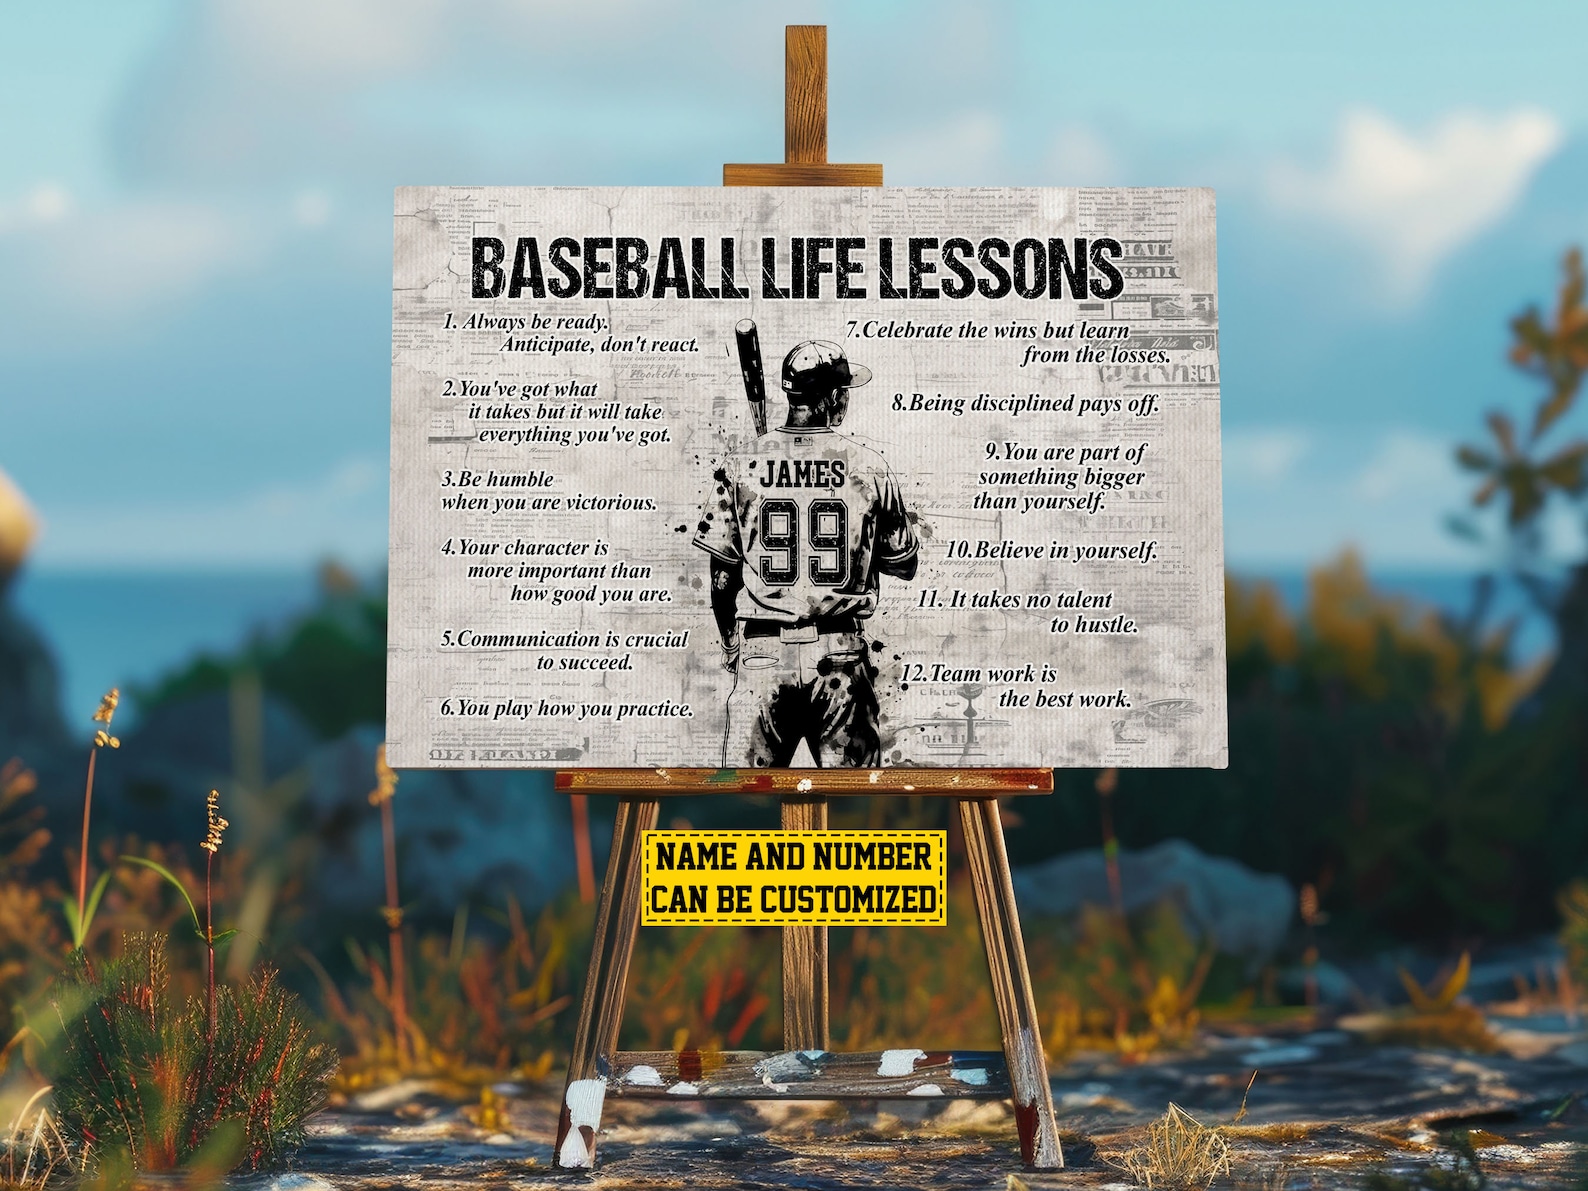 BASEBALL LIFE LESSONS
1. Always be ready.
Anticipate, don't react.
2.You've got what
it takes but it will take
everything you've got.
3.Be humble
when you are victorious.
4.Your character is
more important than
how good you are.
5.Communication is crucial
to succeed.
6.You play how you practice.
7.Celebrate the wins but learn
from the losses.
8.Being disciplined pays off.
9.You are part of
something bigger
than yourself.
10.Believe in yourself.
11. It takes no talent
to hustle.
12.Team work is
the best work.
JAMES
99
NAME AND NUMBER
CAN BE CUSTOMIZED